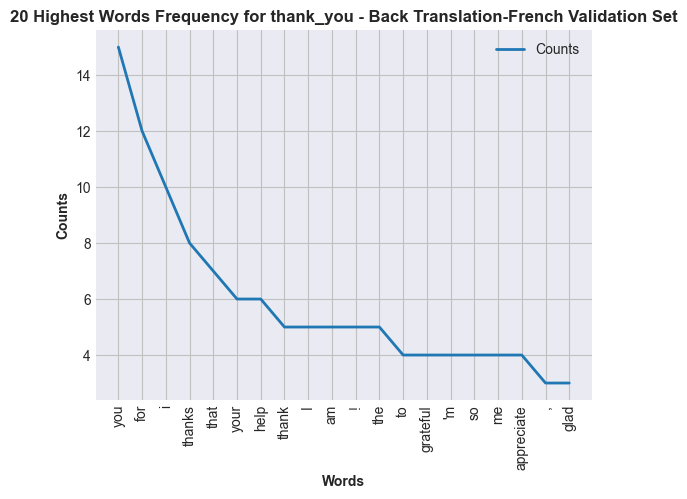 20 Highest Words Frequency for thank_you - Back Translation-French Validation Set
Counts
14
12
10
8
6
4
Counts
you
for
i
thanks
that
your
help
thank
I
am
!
the
to
grateful
'm
so
me
appreciate
,
glad
Words